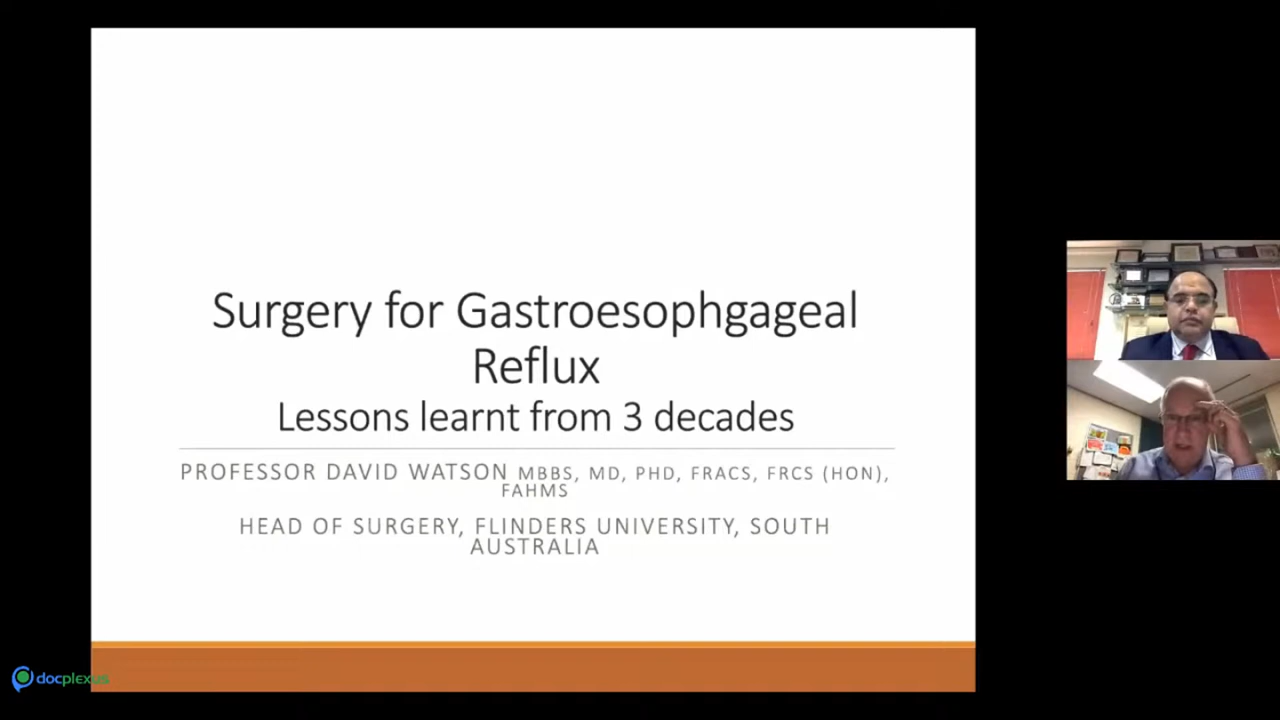 Surgery for Gastroesophgageal
Reflux
Lessons learnt from 3 decades
PROFESSOR DAVID WATSON MBBS, MD, PHD, FRACS, FRCS (HON),
FAHMS
HEAD OF SURGERY, FLINDERS UNIVERSITY, SOUTH
AUSTRALIA
docplexus